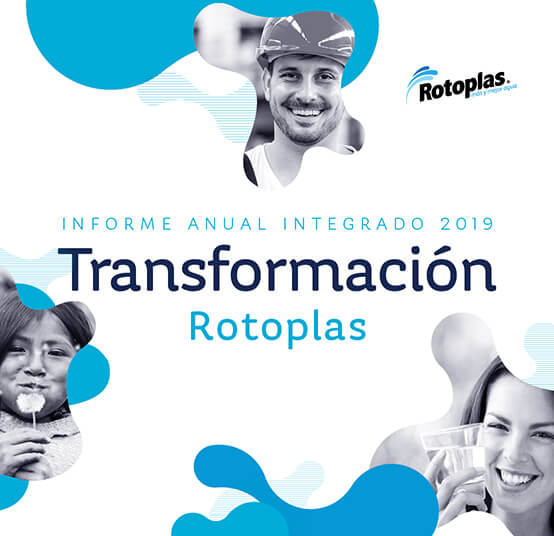 Rotoplas®
más y mejor agua
INFORME ANUAL INTEGRADO 2019
Transformación
Rotoplas